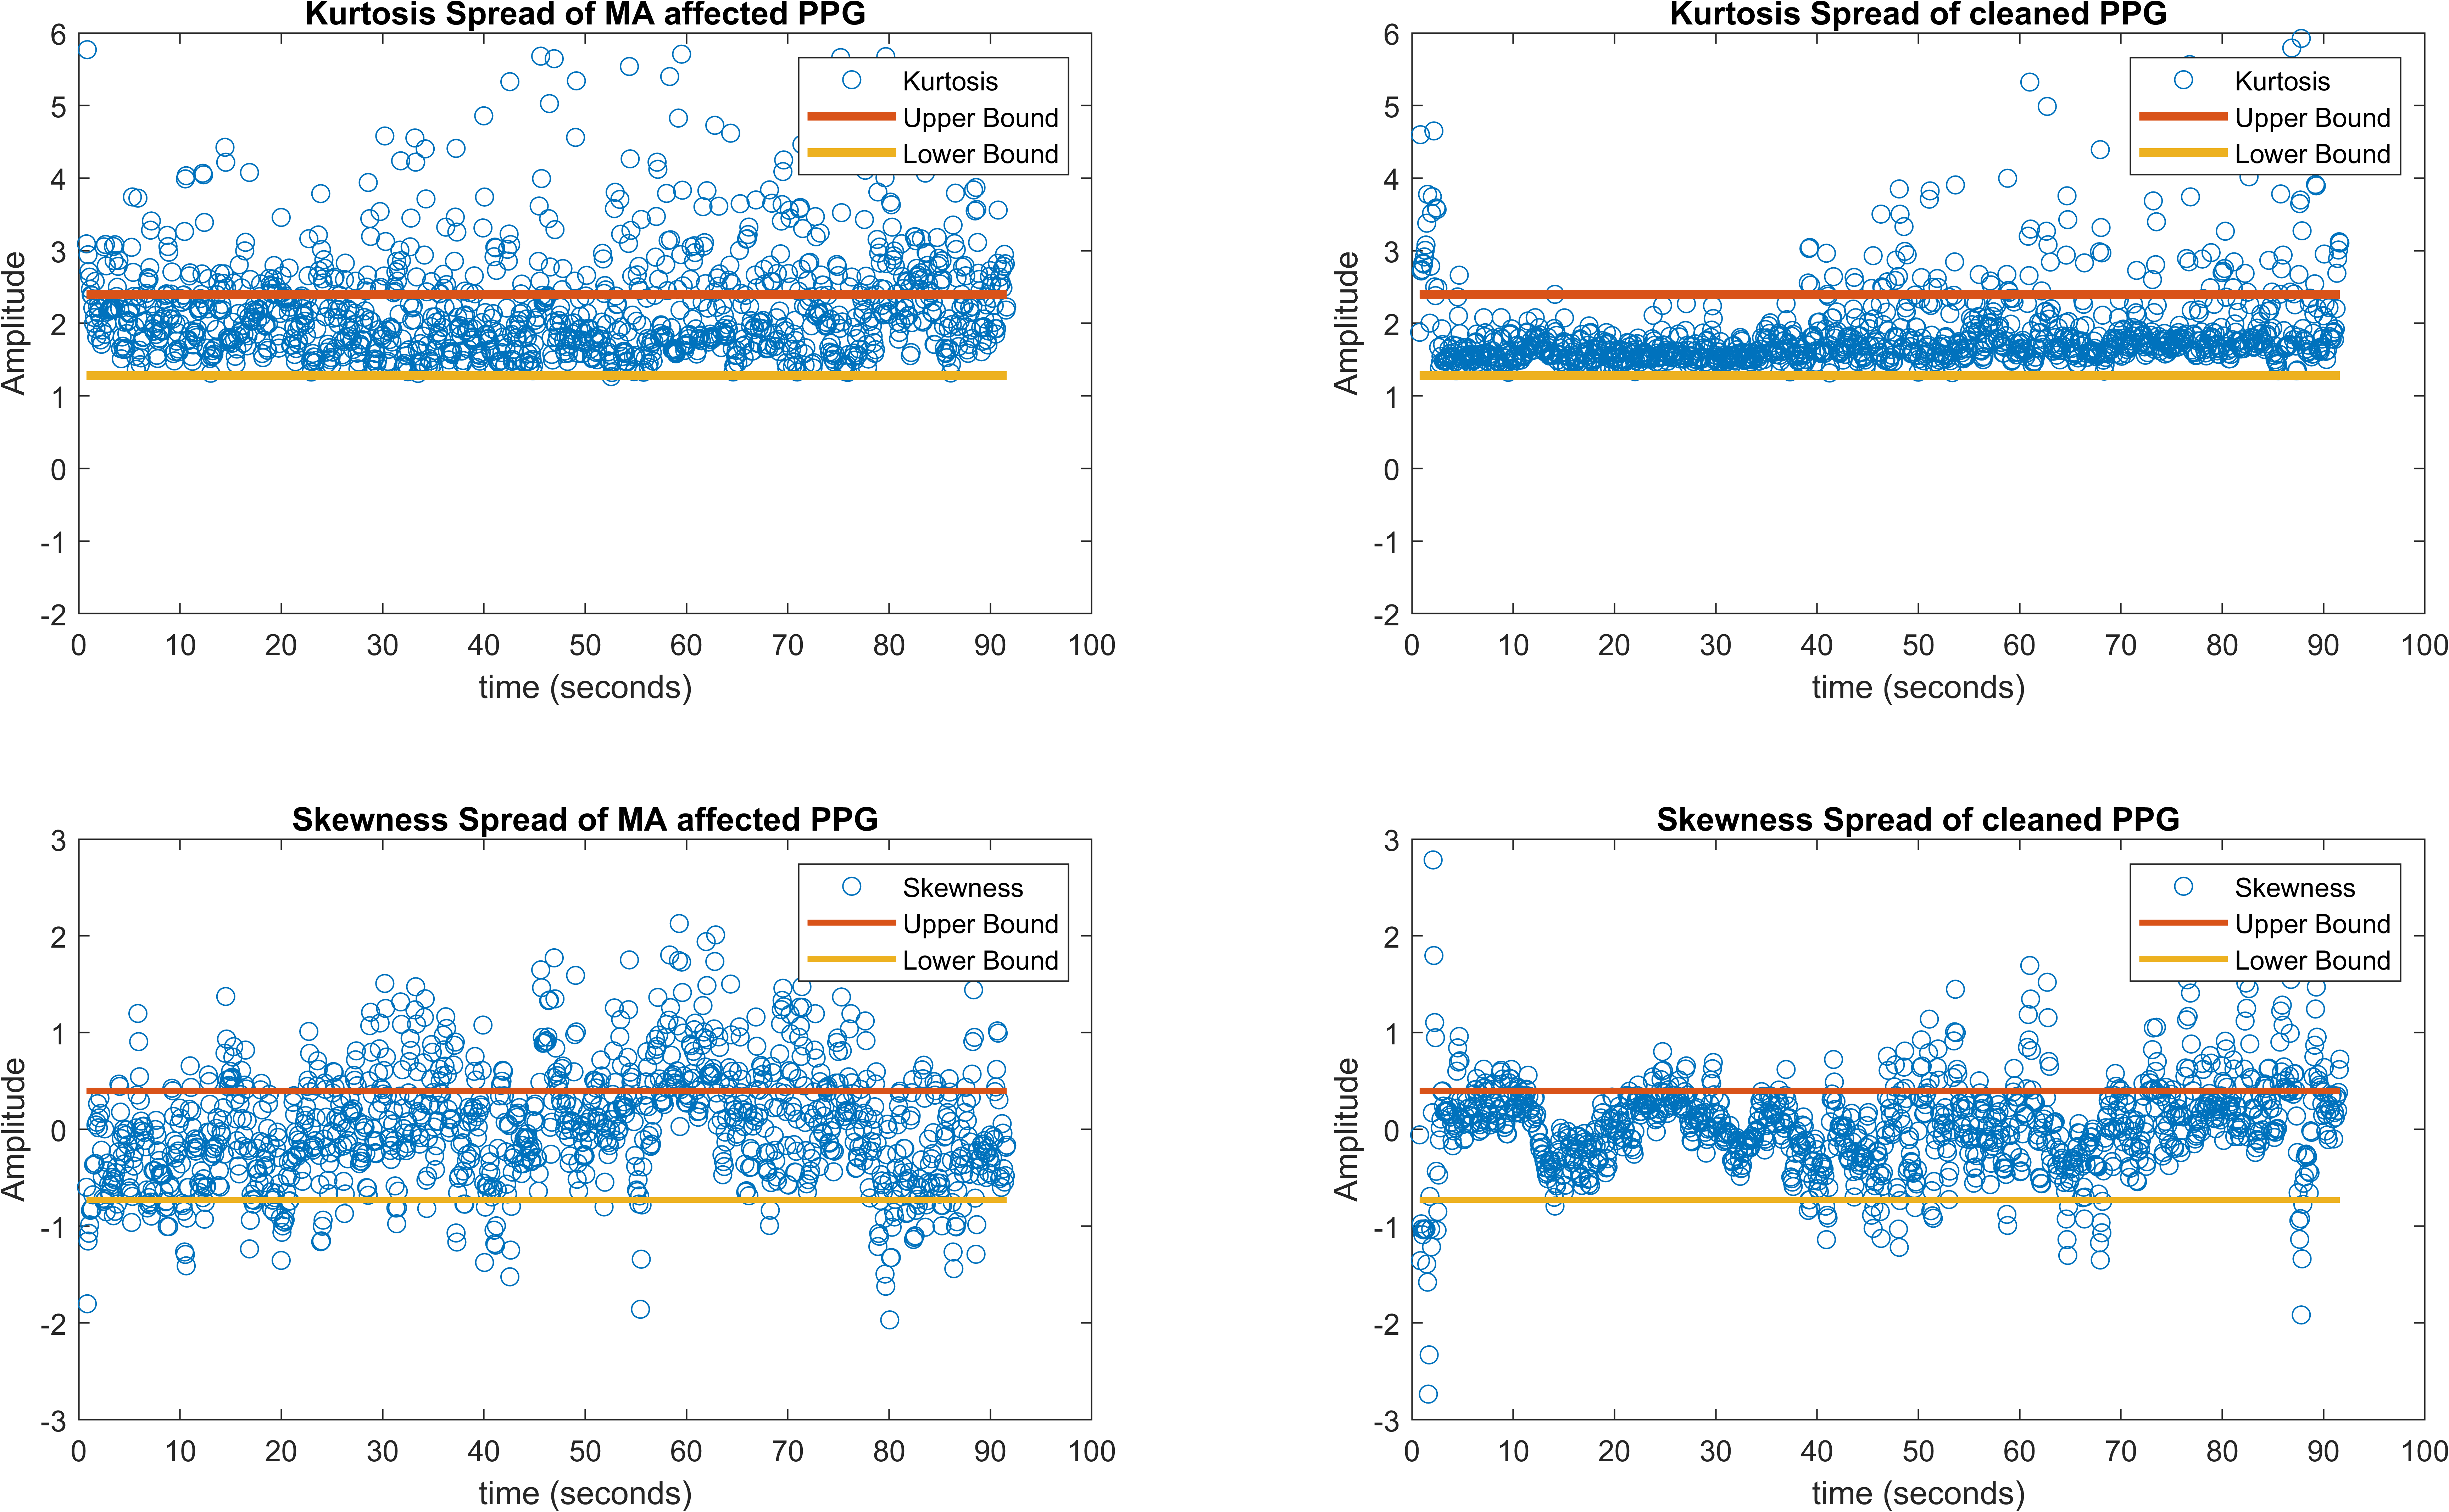 Kurtosis Spread of MA affected PPG
6
5
4
3
2
1
0
-1
-2
Amplitude
Kurtosis
Upper Bound
Lower Bound
0 10 20 30 40 50 60 70 80 90 100
time (seconds)
Kurtosis Spread of cleaned PPG
6
5
4
3
2
1
0
-1
-2
Amplitude
Kurtosis
Upper Bound
Lower Bound
0 10 20 30 40 50 60 70 80 90 100
time (seconds)
Skewness Spread of MA affected PPG
3
2
1
0
-1
-2
-3
Amplitude
Skewness
Upper Bound
Lower Bound
0 10 20 30 40 50 60 70 80 90 100
time (seconds)
Skewness Spread of cleaned PPG
3
2
1
0
-1
-2
-3
Amplitude
Skewness
Upper Bound
Lower Bound
0 10 20 30 40 50 60 70 80 90 100
time (seconds)